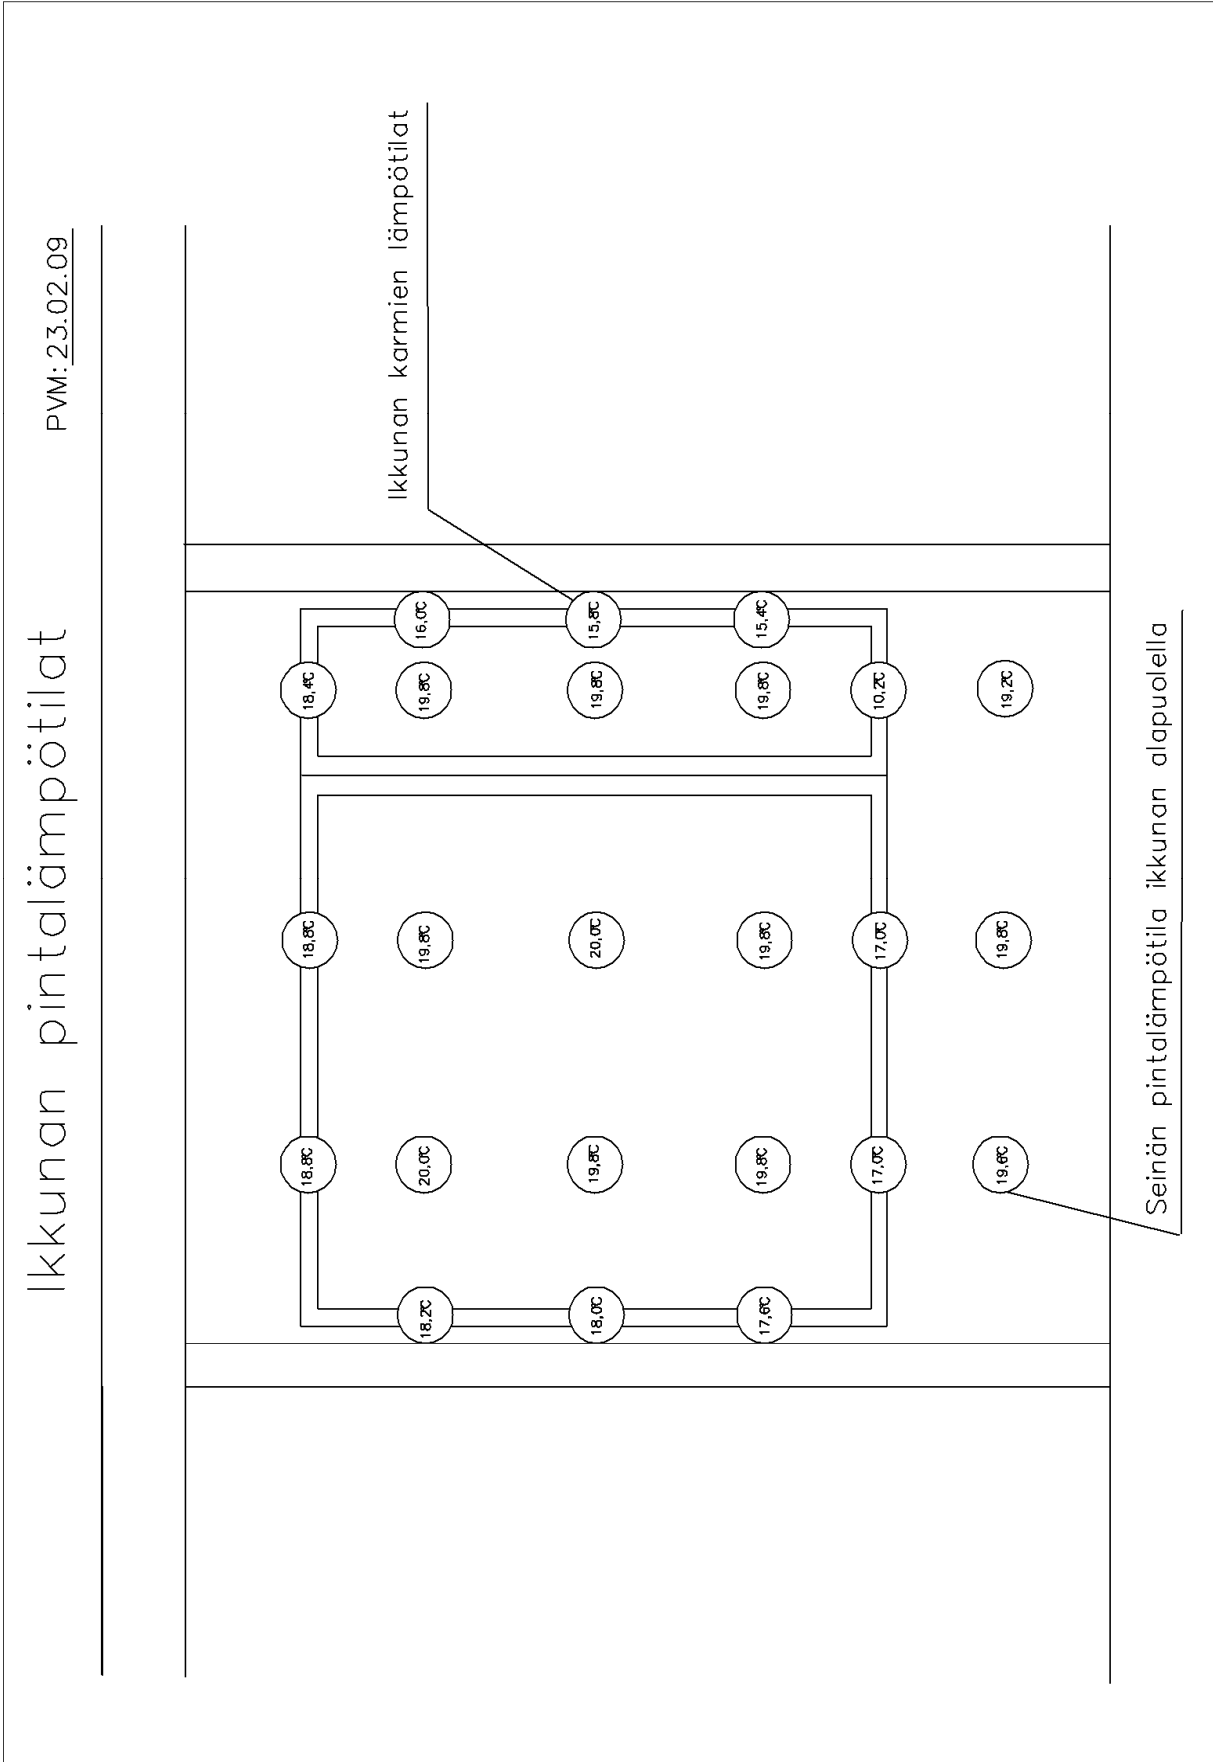 Ikkunan pintalämpötilat
PVM: 23.02.09
Ikkunan karmien lämpötilat
18,8°C
18,8°C
18,4°C
18,2°C
20,0°C
19,8°C
19,8°C
16,0°C
18,0°C
19,8°C
20,0°C
19,8°C
15,8°C
17,6°C
19,8°C
19,8°C
19,8°C
15,4°C
17,0°C
17,0°C
10,2°C
19,6°C
19,8°C
19,2°C
Seinän pintalämpötila ikkunan alapuolella